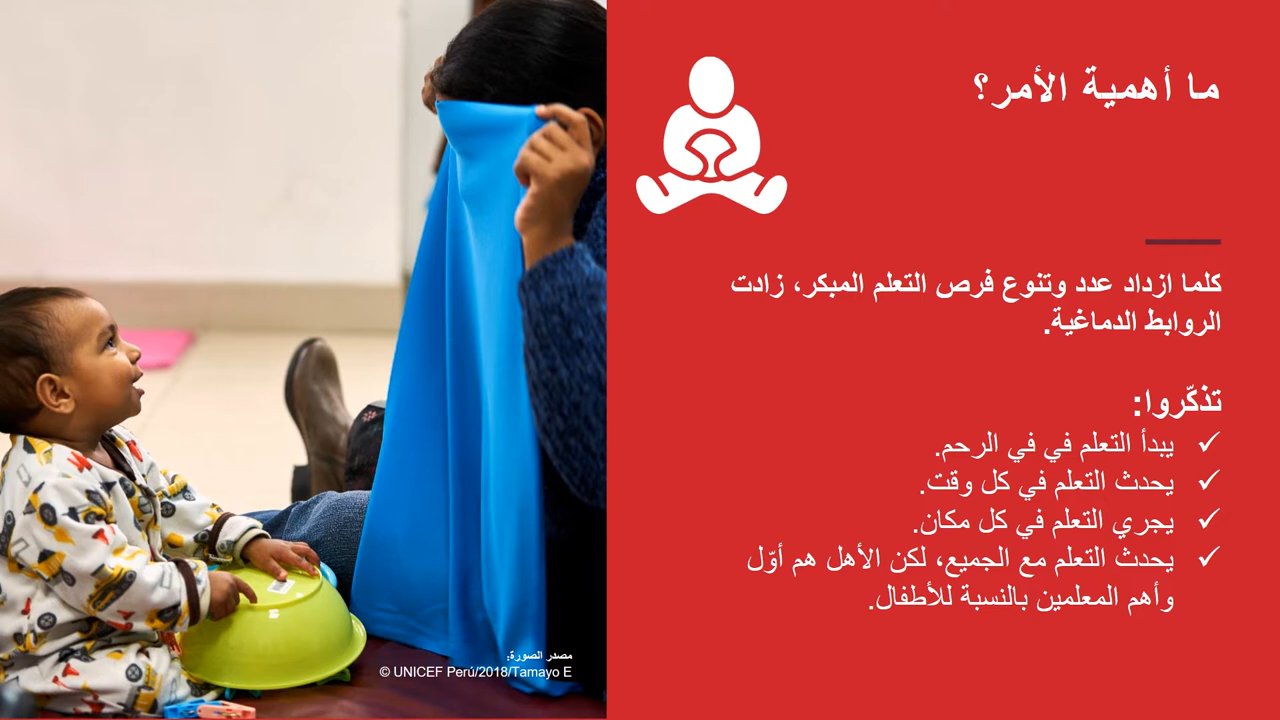 ما أهمية الأمر؟
كلما ازداد عدد وتنوع فرص التعلم المبكر، زادت
الروابط الدماغية.
تذكّروا:
✓ يبدأ التعلم في في الرحم.
✓ يحدث التعلم في كل وقت.
✓ يجري التعلم في كل مكان.
✓ يحدث التعلم مع الجميع، لكن الأهل هم أوّل
وأهم المعلمين بالنسبة للأطفال.
مصدر الصورة:
© UNICEF Perú/2018/Tamayo E